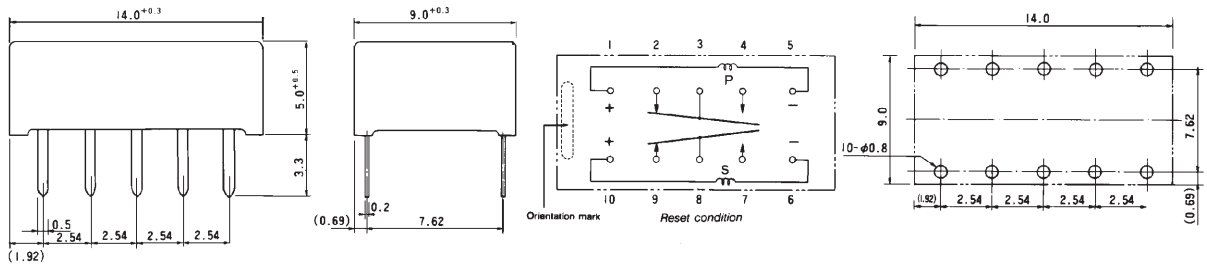 14.0+0.3
5.0+0.5
3.3
0.5
2.54 2.54 2.54 2.54
(1.92)
9.0+0.3
0.2
(0.69)
7.62
1 2 3 4 5
P
+ −
+ −
S
10 9 8 7 6
Orientation mark
Reset condition
14.0
9.0
7.62
10-φ0.8
(1.92) 2.54 2.54 2.54 2.54
(0.69)